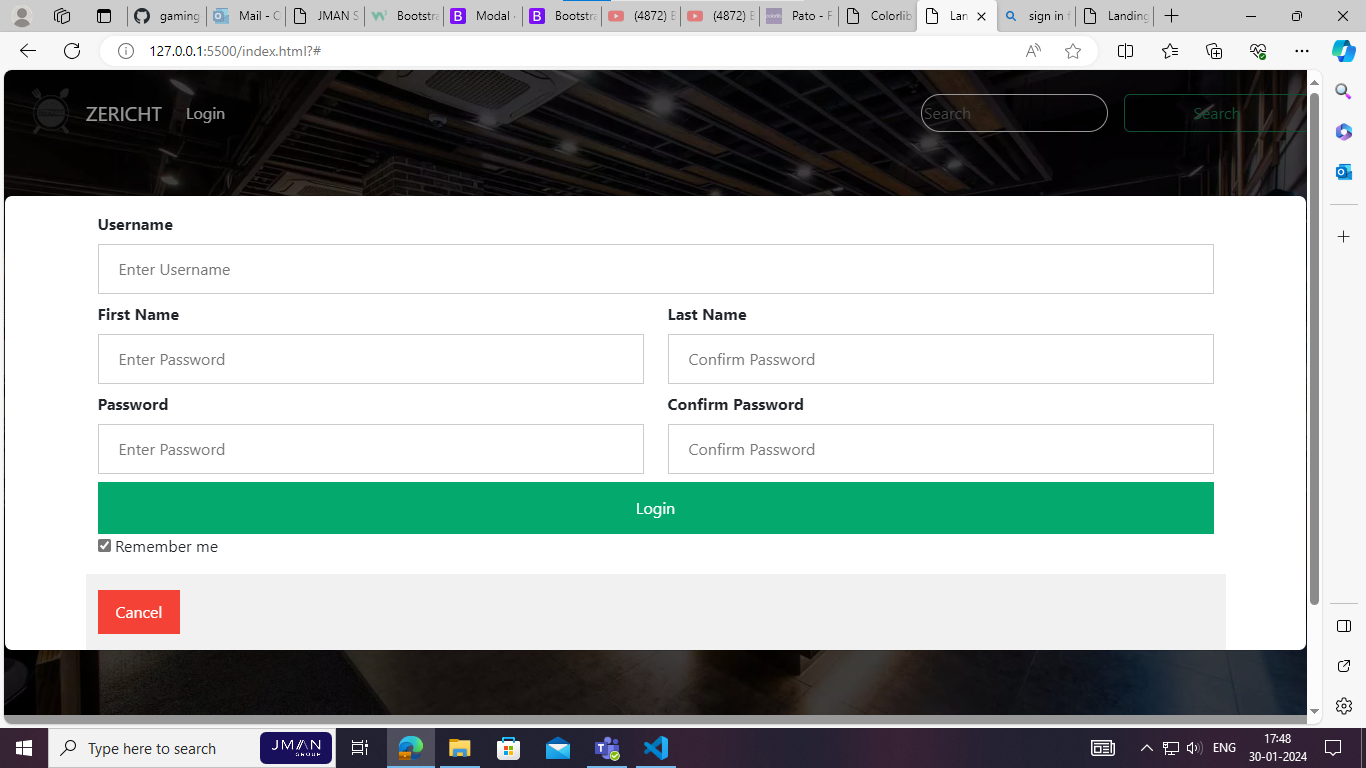 gaming
Mail - C
JMAN S
Bootstra
Modal
Bootstra
(4872) E
(4872) E
Pato - F
Colorlib
Lan
sign in f
Landing
127.0.0.1:5500/index.html?#
ZERICHT
Login
Search
Search
Username
Enter Username
First Name
Last Name
Enter Password
Confirm Password
Password
Confirm Password
Enter Password
Confirm Password
Login
Remember me
Cancel
Type here to search
JMAN
GROUP
ENG
17:48
30-01-2024